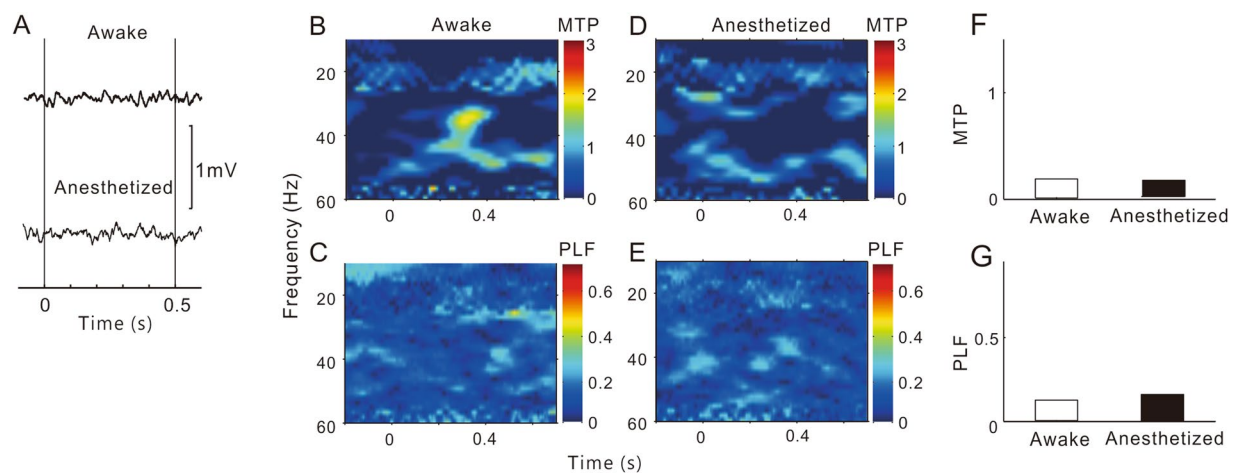 A
Awake
Anesthetized
1mV
0
0.5
Time (s)
B
Awake
MTP
3
2
1
0
20
40
60
0
0.4
C
PLF
0.6
0.4
0.2
0
20
40
60
0
0.4
Frequency (Hz)
Time (s)
D
Anesthetized
MTP
3
2
1
0
20
40
60
0
0.4
E
PLF
0.6
0.4
0.2
0
20
40
60
0
0.4
F
MTP
1
0
Awake
Anesthetized
G
PLF
0.5
0
Awake
Anesthetized